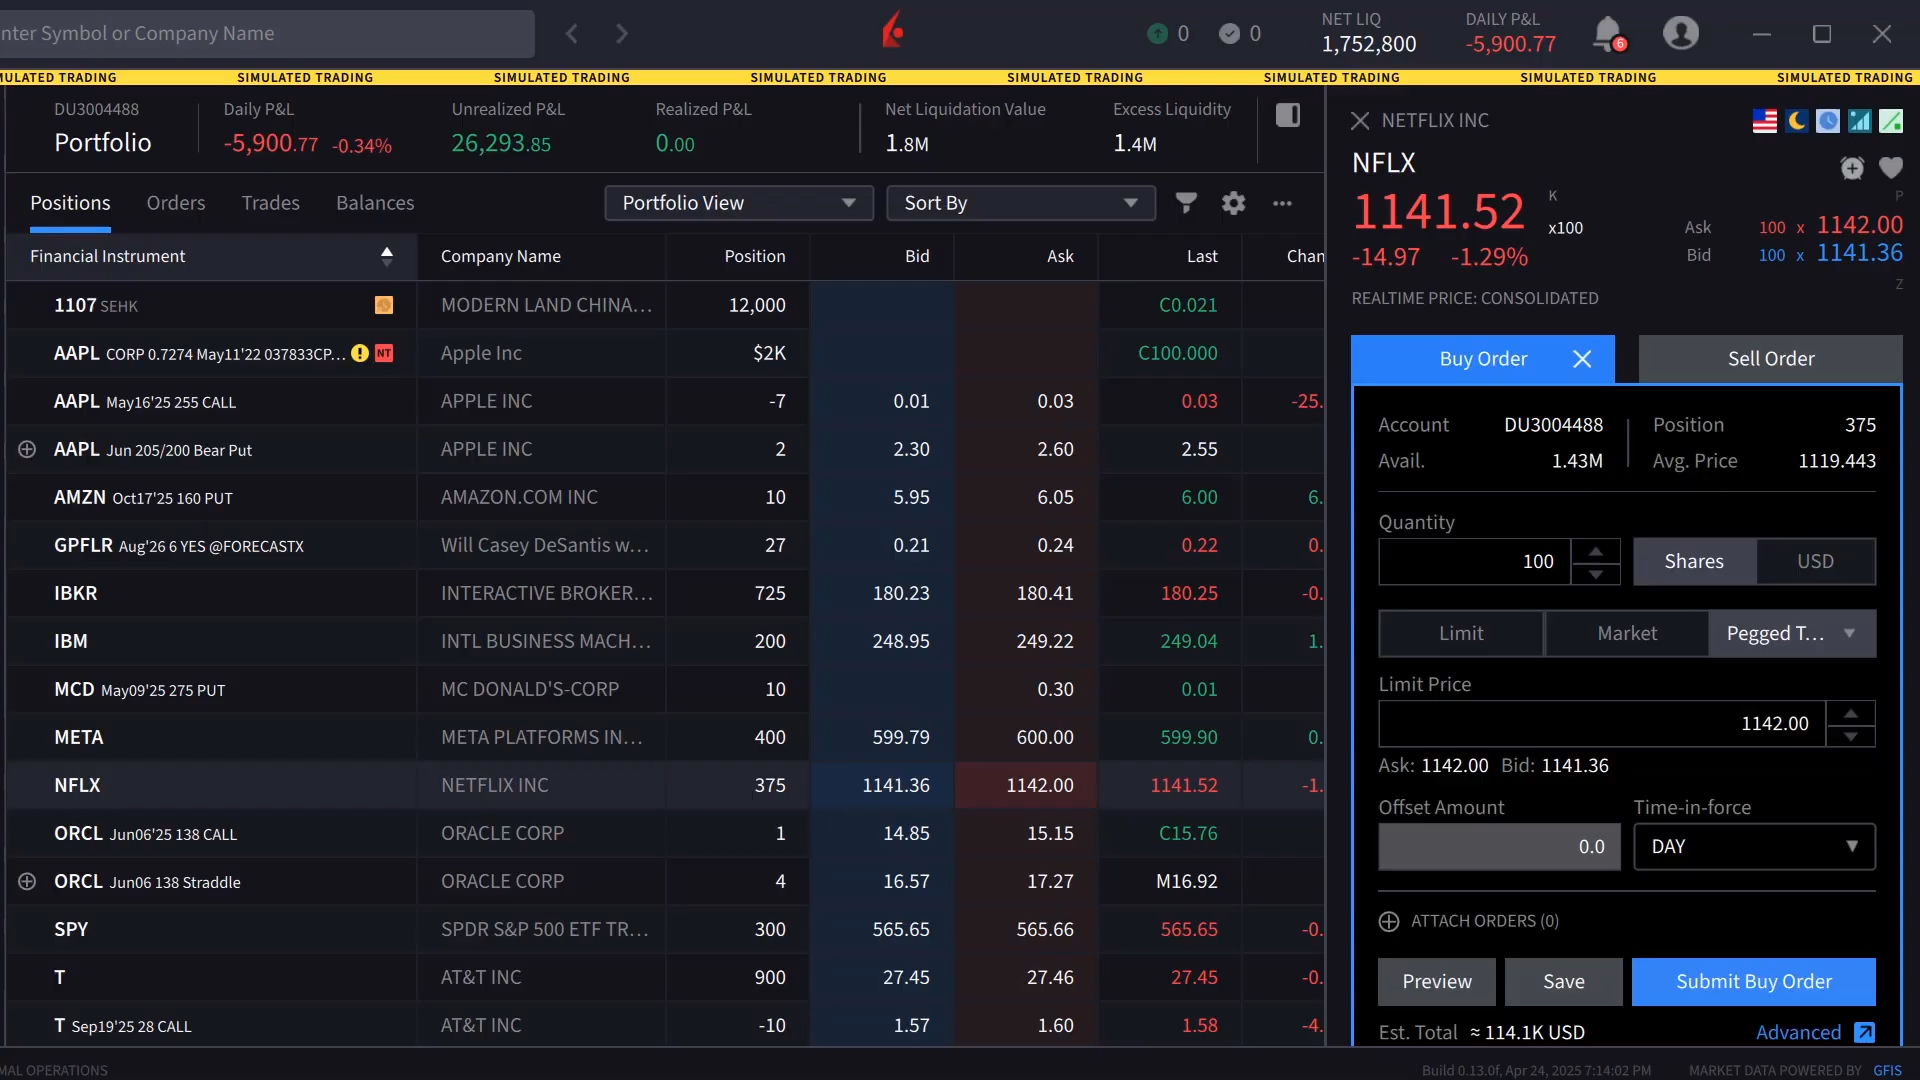 nter Symbol or Company Name
0
0
NET LIQ
1,752,800
DAILY P&L
-5,900.77
6
ULATED TRADING SIMULATED TRADING SIMULATED TRADING SIMULATED TRADING SIMULATED TRADING SIMULATED TRADING SIMULATED TRADING SIMULATED TRADING
DU3004488
Portfolio
Daily P&L
-5,900.77 -0.34%
Unrealized P&L
26,293.85
Realized P&L
0.00
Net Liquidation Value
1.8M
Excess Liquidity
1.4M
Positions Orders Trades Balances Portfolio View Sort By
Financial Instrument Company Name Position Bid Ask Last Chan
1107 SEHK MODERN LAND CHINA... 12,000 C0.021
AAPL CORP 0.7274 May11'22 037833CP... ! NT Apple Inc $2K C100.000
AAPL May16'25 255 CALL APPLE INC -7 0.01 0.03 0.03 -25.
AAPL Jun 205/200 Bear Put APPLE INC 2 2.30 2.60 2.55
AMZN Oct17'25 160 PUT AMAZON.COM INC 10 5.95 6.05 6.00 6.
GPFLR Aug'26 6 YES @FORECASTX Will Casey DeSantis w... 27 0.21 0.24 0.22 0.
IBKR INTERACTIVE BROKER... 725 180.23 180.41 180.25 -0.
IBM INTL BUSINESS MACH... 200 248.95 249.22 249.04 1.
MCD May09'25 275 PUT MC DONALD'S-CORP 10 0.30 0.01
META META PLATFORMS IN... 400 599.79 600.00 599.90 0.
NFLX NETFLIX INC 375 1141.36 1142.00 1141.52 -1.
ORCL Jun06'25 138 CALL ORACLE CORP 1 14.85 15.15 C15.76
ORCL Jun06 138 Straddle ORACLE CORP 4 16.57 17.27 M16.92
SPY SPDR S&P 500 ETF TR... 300 565.65 565.66 565.65 -0.
T AT&T INC 900 27.45 27.46 27.45 -0.
T Sep19'25 28 CALL AT&T INC -10 1.57 1.60 1.58 -4.
NETFLIX INC
NFLX
1141.52
K
x100
-14.97 -1.29%
P
Ask 100 x 1142.00
Bid 100 x 1141.36
Z
REALTIME PRICE: CONSOLIDATED
Buy Order Sell Order
Account DU3004488 Position 375
Avail. 1.43M Avg. Price 1119.443
Quantity
100 Shares USD
Limit Market Pegged T...
Limit Price
1142.00
Ask: 1142.00 Bid: 1141.36
Offset Amount Time-in-force
0.0 DAY
ATTACH ORDERS (0)
Preview Save Submit Buy Order
Est. Total ≈ 114.1K USD Advanced
MAL OPERATIONS Build 0.13.0f, Apr 24, 2025 7:14:02 PM MARKET DATA POWERED BY GFIS